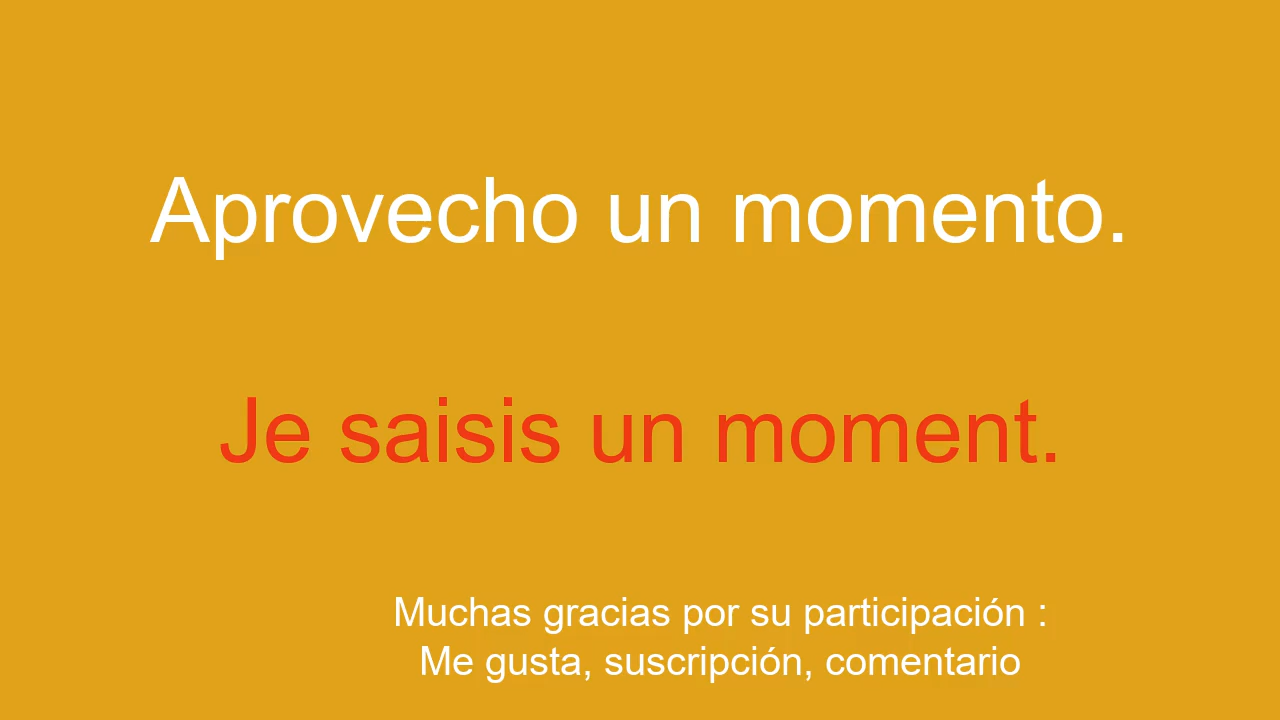 Aprovecho un momento.
Je saisis un moment.
Muchas gracias por su participación :
Me gusta, suscripción, comentario